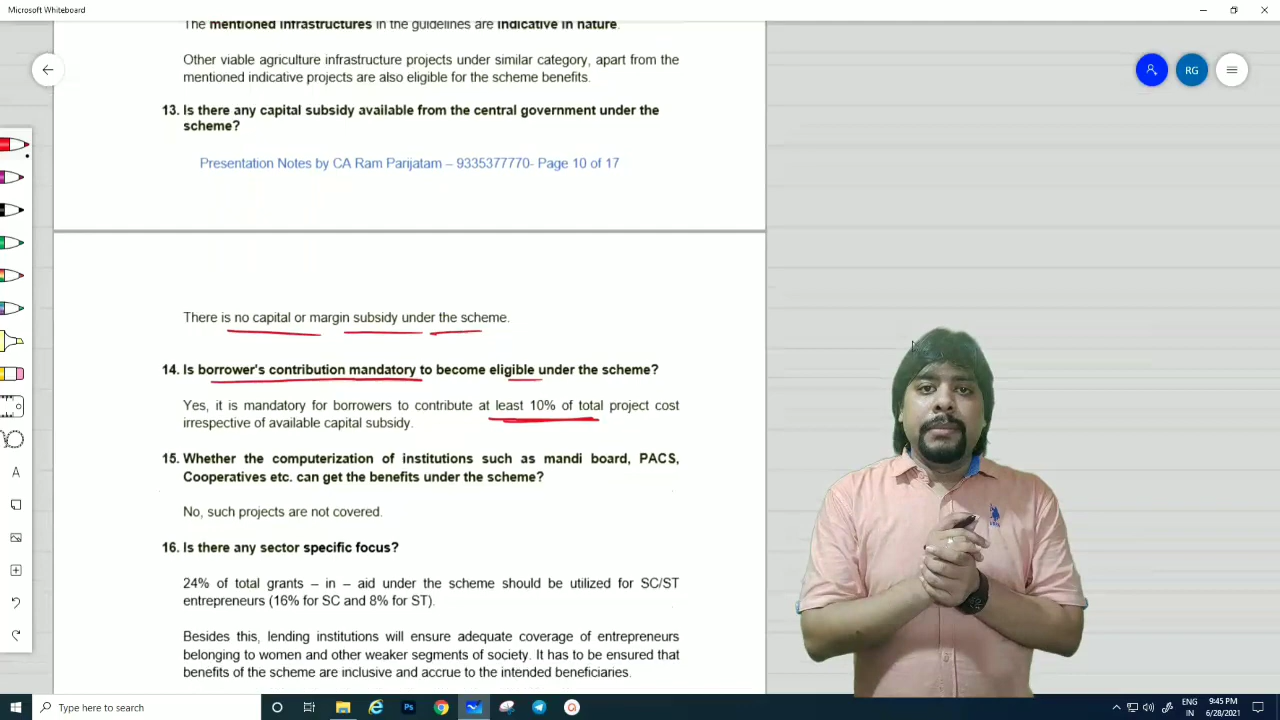 Microsoft Whiteboard
The mentioned infrastructures in the guidelines are indicative in nature.
Other viable agriculture infrastructure projects under similar category, apart from the
mentioned indicative projects are also eligible for the scheme benefits.
13. Is there any capital subsidy available from the central government under the
scheme?
Presentation Notes by CA Ram Parijatam – 9335377770- Page 10 of 17
RG
There is no capital or margin subsidy under the scheme.
14. Is borrower's contribution mandatory to become eligible under the scheme?
Yes, it is mandatory for borrowers to contribute at least 10% of total project cost
irrespective of available capital subsidy.
15. Whether the computerization of institutions such as mandi board, PACS,
Cooperatives etc. can get the benefits under the scheme?
No, such projects are not covered.
16. Is there any sector specific focus?
24% of total grants – in – aid under the scheme should be utilized for SC/ST
entrepreneurs (16% for SC and 8% for ST).
Besides this, lending institutions will ensure adequate coverage of entrepreneurs
belonging to women and other weaker segments of society. It has to be ensured that
benefits of the scheme are inclusive and accrue to the intended beneficiaries.
Type here to search
ENG
IN
9:45 PM
6/28/2021